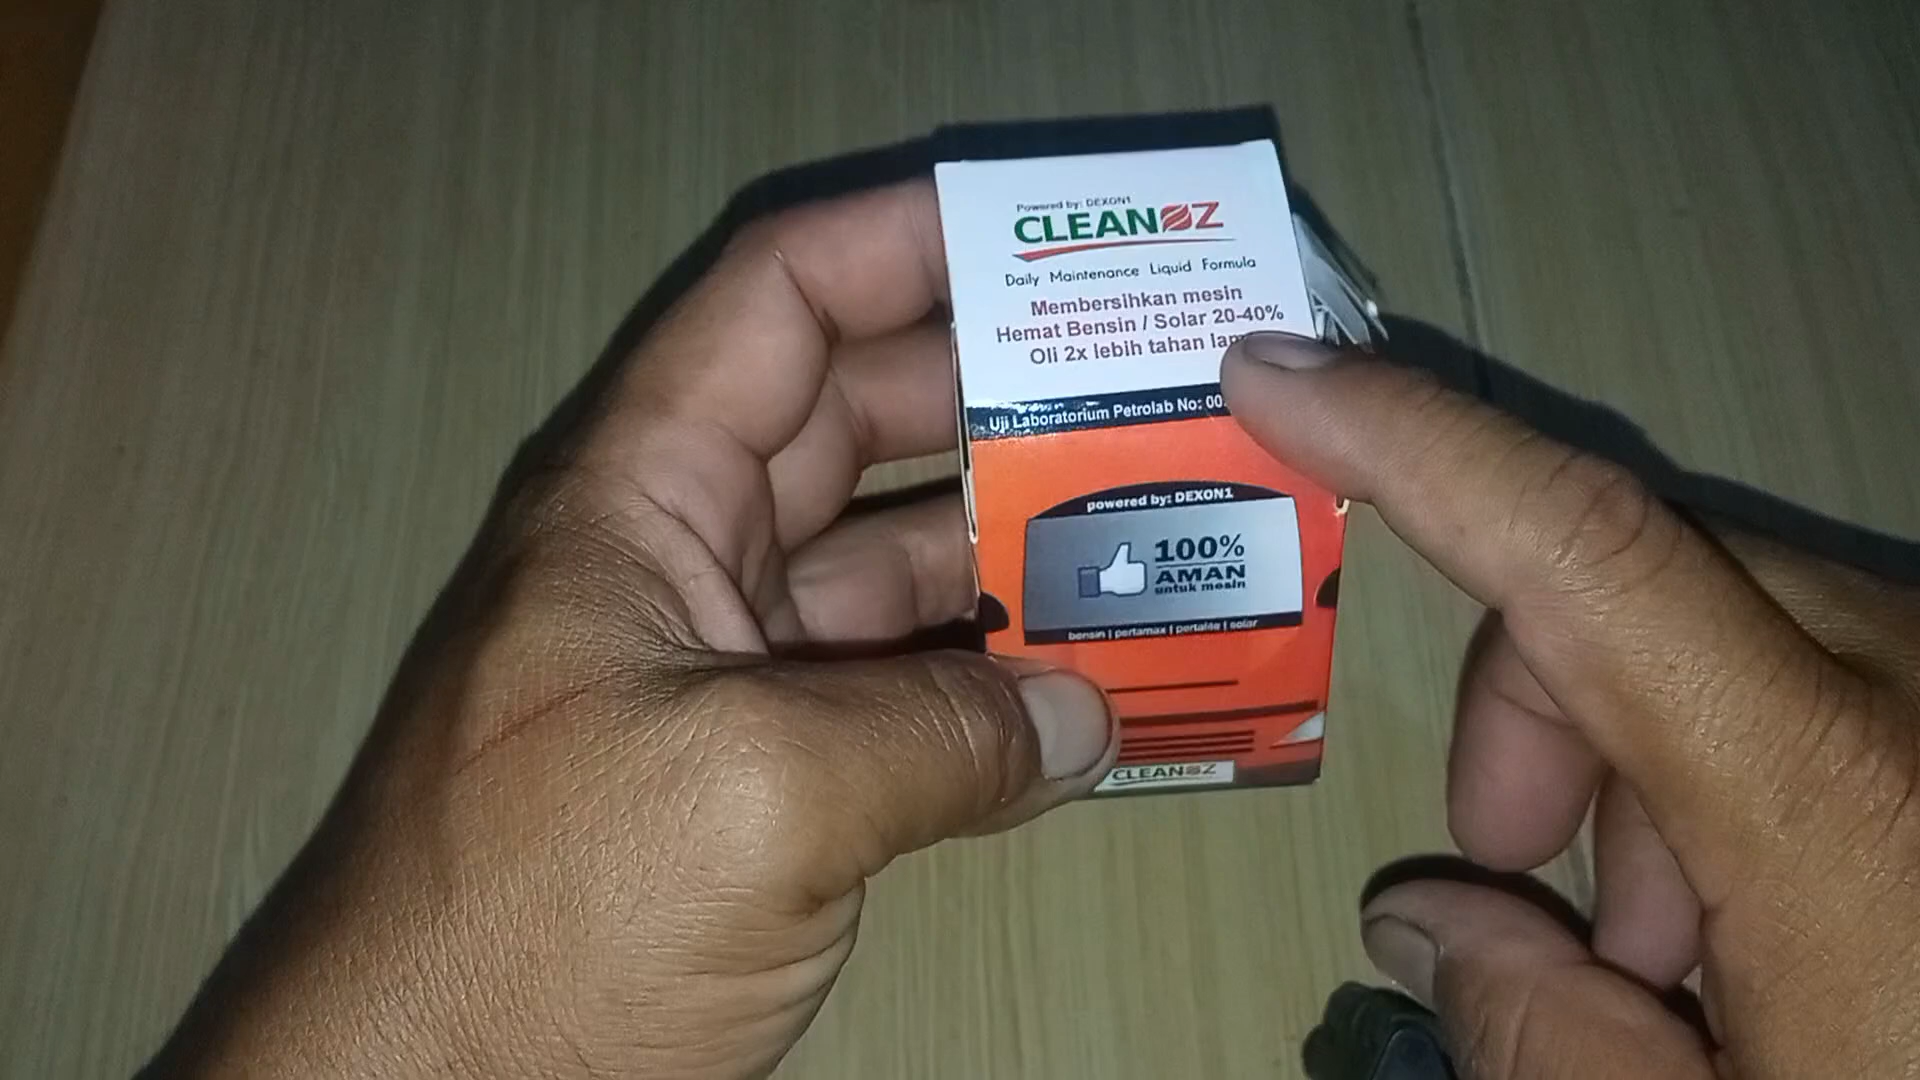 Powered by: DEXON1
CLEANOZ
Daily Maintenance Liquid Formula
Membersihkan mesin
Hemat Bensin / Solar 20-40%
Oli 2x lebih tahan
Uji Laboratorium Petrolab No: 00
powered by: DEXON1
100%
AMAN
untuk mesin
bensin | pertamax | pertalite | solar
CLEANOZ